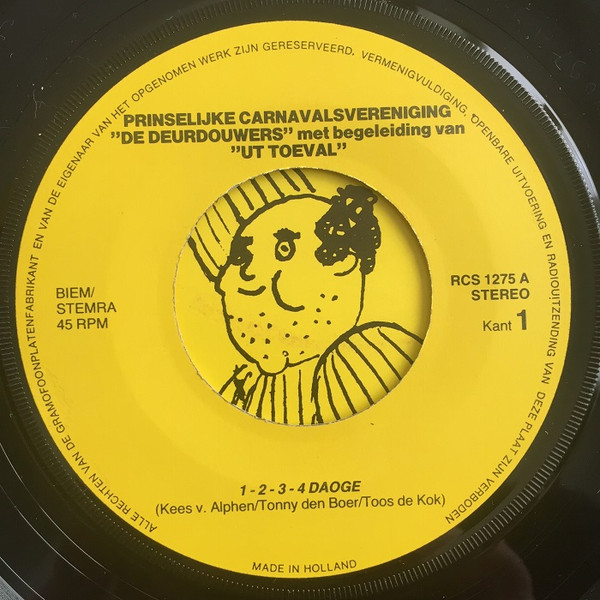 ALLE RECHTEN VAN DE GRAMOFOONPLATENFABRIKANT EN VAN DE EIGENAAR VAN HET OPGENOMEN WERK ZIJN GERESERVEERD. VERMENIGVULDIGING, OPENBARE UITVOERING EN RADIOUITZENDING VAN DEZE PLAAT ZIJN VERBODEN
PRINSELIJKE CARNAVALSVERENIGING
"DE DEURDOUWERS" met begeleiding van
"UT TOEVAL"
BIEM/
STEMRA
45 RPM
RCS 1275 A
STEREO
Kant 1
1 - 2 - 3 - 4 DAOGE
(Kees v. Alphen/Tonny den Boer/Toos de Kok)
MADE IN HOLLAND